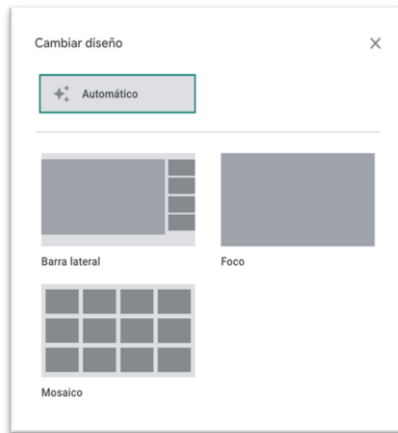 Cambiar diseño
Automático
Barra lateral
Foco
Mosaico